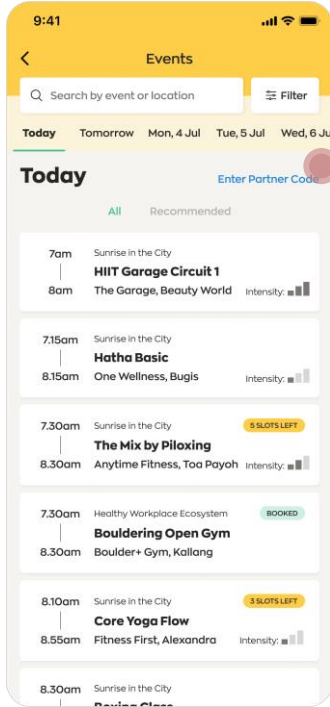 9:41
Events
Search by event or location
Filter
Today Tomorrow Mon, 4 Jul Tue, 5 Jul Wed, 6 Ju
Today
Enter Partner Code
All Recommended
7am Sunrise in the City
HIIT Garage Circuit 1
8am The Garage, Beauty World Intensity:
7.15am Sunrise in the City
Hatha Basic
8.15am One Wellness, Bugis Intensity:
7.30am Sunrise in the City 5 SLOTS LEFT
The Mix by Piloxing
8.30am Anytime Fitness, Toa Payoh Intensity:
7.30am Healthy Workplace Ecosystem BOOKED
Bouldering Open Gym
8.30am Boulder+ Gym, Kallang
8.10am Sunrise in the City 3 SLOTS LEFT
Core Yoga Flow
8.55am Fitness First, Alexandra Intensity:
8.30am Sunrise in the City
Boxing Class